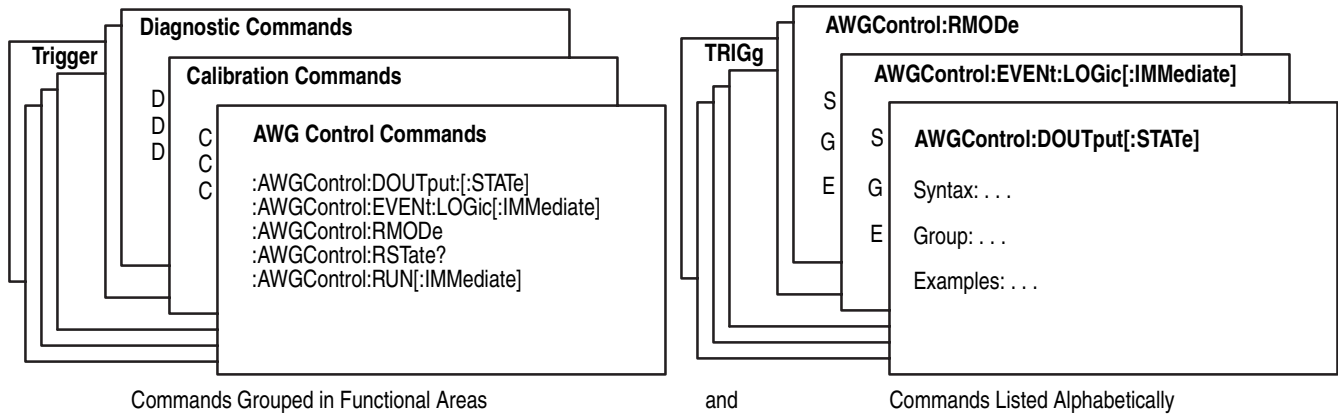 Diagnostic Commands
Trigger
Calibration Commands
D
D
D
C
C
C
AWG Control Commands
:AWGControl:DOUTput:[:STATe]
:AWGControl:EVENt:LOGic[:IMMediate]
:AWGControl:RMODe
:AWGControl:RSTate?
:AWGControl:RUN[:IMMediate]
AWGControl:RMODe
TRIGg
AWGControl:EVENt:LOGic[:IMMediate]
S
G
E
S
G
E
AWGControl:DOUTput[:STATe]
Syntax: . . .
Group: . . .
Examples: . . .
Commands Grouped in Functional Areas
and
Commands Listed Alphabetically